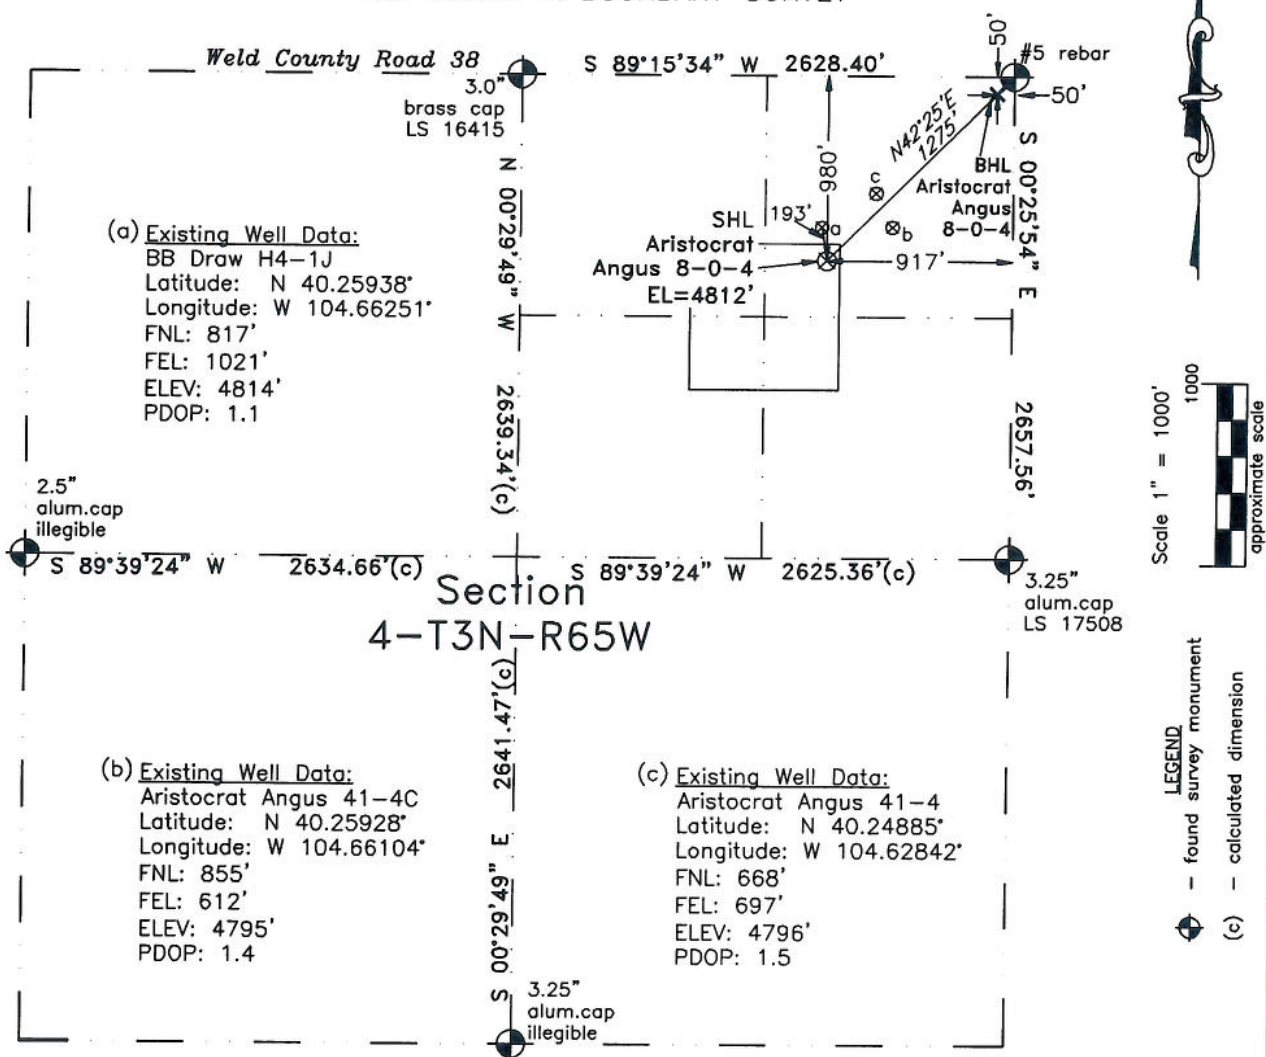 Weld County Road 38
S 89°15'34" W 2628.40'
50'
#5 rebar
50'
3.0"
brass cap
LS 16415
N42°25'E
1275'
BHL
Aristocrat
Angus
8-0-4
980'
c
193'
a
b
SHL
Aristocrat
Angus 8-0-4
EL=4812'
917'
N 00°29'49" W
2639.34'(c)
S 00°25'54" E
2657.56'
(a) Existing Well Data:
BB Draw H4-1J
Latitude: N 40.25938°
Longitude: W 104.66251°
FNL: 817'
FEL: 1021'
ELEV: 4814'
PDOP: 1.1
Scale 1" = 1000'
1000
approximate scale
2.5"
alum.cap
illegible
S 89°39'24" W 2634.66'(c)
S 89°39'24" W 2625.36'(c)
3.25"
alum.cap
LS 17508
Section
4-T3N-R65W
S 00°29'49" E 2641.47'(c)
(b) Existing Well Data:
Aristocrat Angus 41-4C
Latitude: N 40.25928°
Longitude: W 104.66104°
FNL: 855'
FEL: 612'
ELEV: 4795'
PDOP: 1.4
(c) Existing Well Data:
Aristocrat Angus 41-4
Latitude: N 40.24885°
Longitude: W 104.62842°
FNL: 668'
FEL: 697'
ELEV: 4796'
PDOP: 1.5
LEGEND
- found survey monument
(c) - calculated dimension
3.25"
alum.cap
illegible